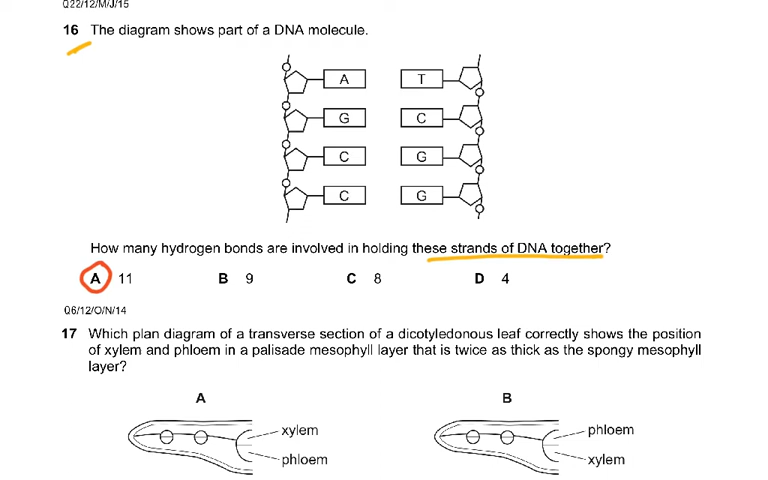 Q22/12/M/J/15
16 The diagram shows part of a DNA molecule.
A T
G C
C G
C G
How many hydrogen bonds are involved in holding these strands of DNA together?
A 11 B 9 C 8 D 4
Q6/12/O/N/14
17 Which plan diagram of a transverse section of a dicotyledonous leaf correctly shows the position
of xylem and phloem in a palisade mesophyll layer that is twice as thick as the spongy mesophyll
layer?
A B
xylem phloem
phloem xylem